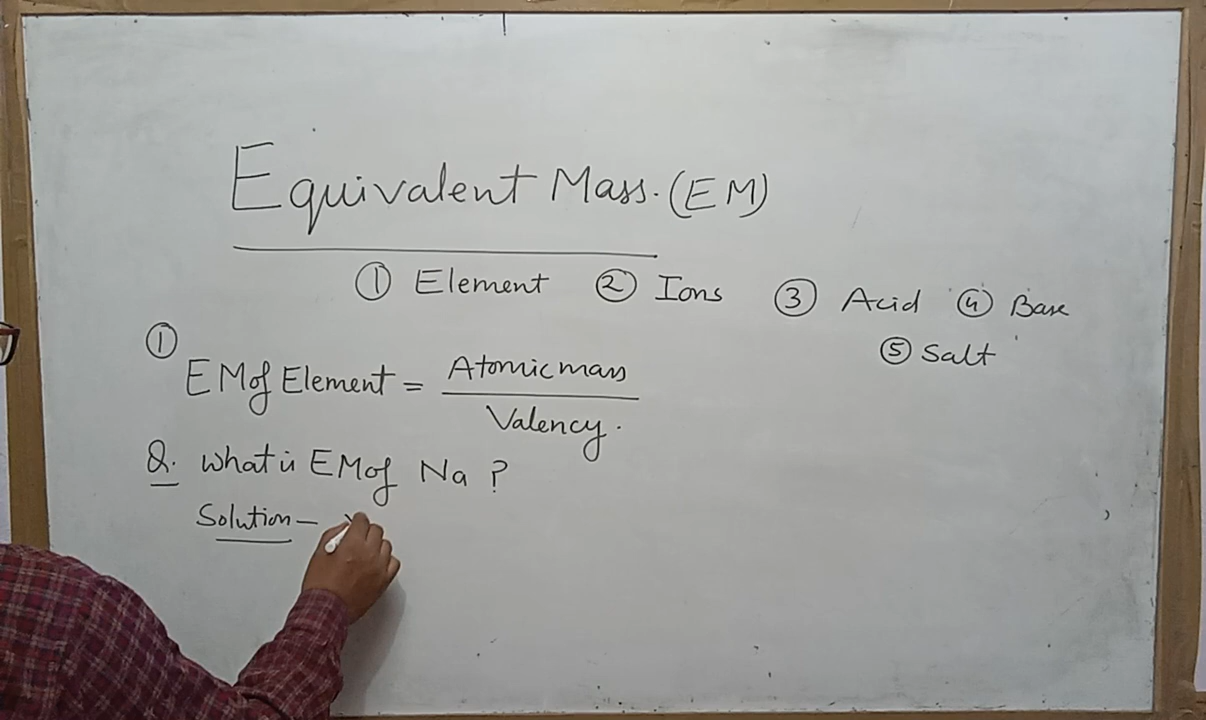 Equivalent Mass. (EM)
① Element ② Ions ③ Acid ④ Base
⑤ Salt
①
EM of Element = Atomic mass
Valency.
Q. What is EM of Na ?
Solution –